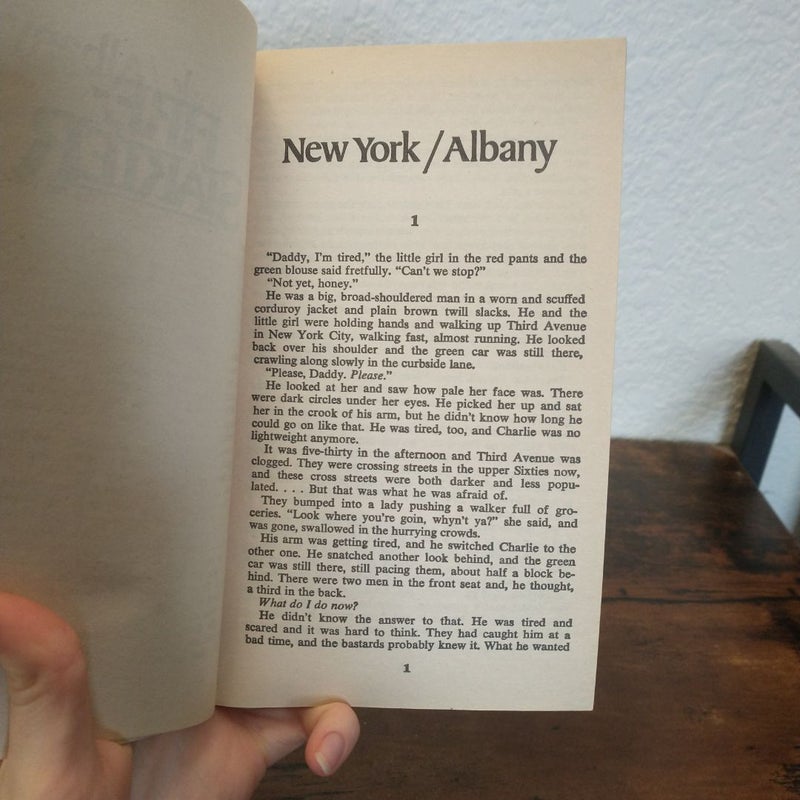 New York/Albany
1
“Daddy, I'm tired,” the little girl in the red pants and the
green blouse said fretfully. “Can't we stop?”
“Not yet, honey.”
He was a big, broad-shouldered man in a worn and scuffed
corduroy jacket and plain brown twill slacks. He and the
little girl were holding hands and walking up Third Avenue
in New York City, walking fast, almost running. He looked
back over his shoulder and the green car was still there,
crawling along slowly in the curbside lane.
“Please, Daddy. Please.”
He looked at her and saw how pale her face was. There
were dark circles under her eyes. He picked her up and sat
her in the crook of his arm, but he didn't know how long he
could go on like that. He was tired, too, and Charlie was no
lightweight anymore.
It was five-thirty in the afternoon and Third Avenue was
clogged. They were crossing streets in the upper Sixties now,
and these cross streets were both darker and less popu-
lated. . . . But that was what he was afraid of.
They bumped into a lady pushing a walker full of gro-
ceries. “Look where you're goin, whyn't ya?” she said, and
was gone, swallowed in the hurrying crowds.
His arm was getting tired, and he switched Charlie to the
other one. He snatched another look behind, and the green
car was still there, still pacing them, about half a block be-
hind. There were two men in the front seat and, he thought,
a third in the back.
What do I do now?
He didn't know the answer to that. He was tired and
scared and it was hard to think. They had caught him at a
bad time, and the bastards probably knew it. What he wanted
1